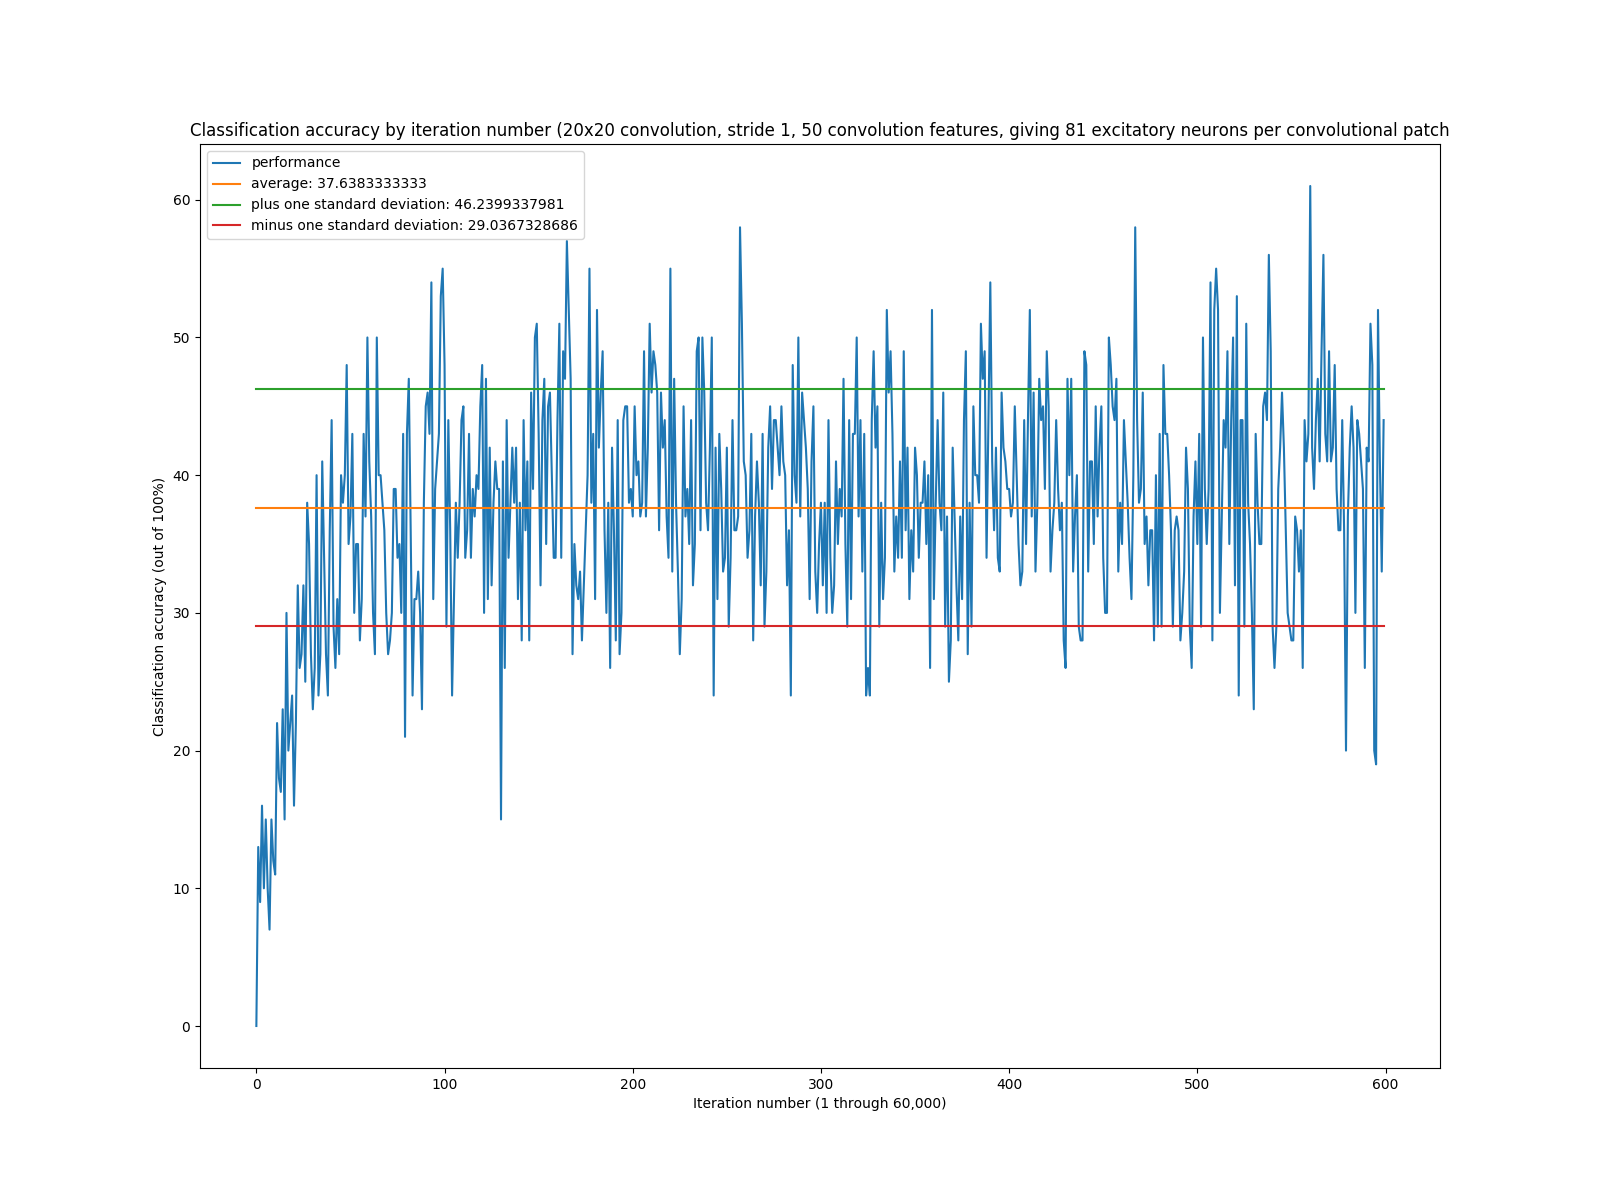 Classification accuracy by iteration number (20x20 convolution, stride 1, 50 convolution features, giving 81 excitatory neurons per convolutional patch
performance
average: 37.6383333333
plus one standard deviation: 46.2399337981
minus one standard deviation: 29.0367328686
60
50
40
30
20
10
0
Classification accuracy (out of 100%)
0 100 200 300 400 500 600
Iteration number (1 through 60,000)